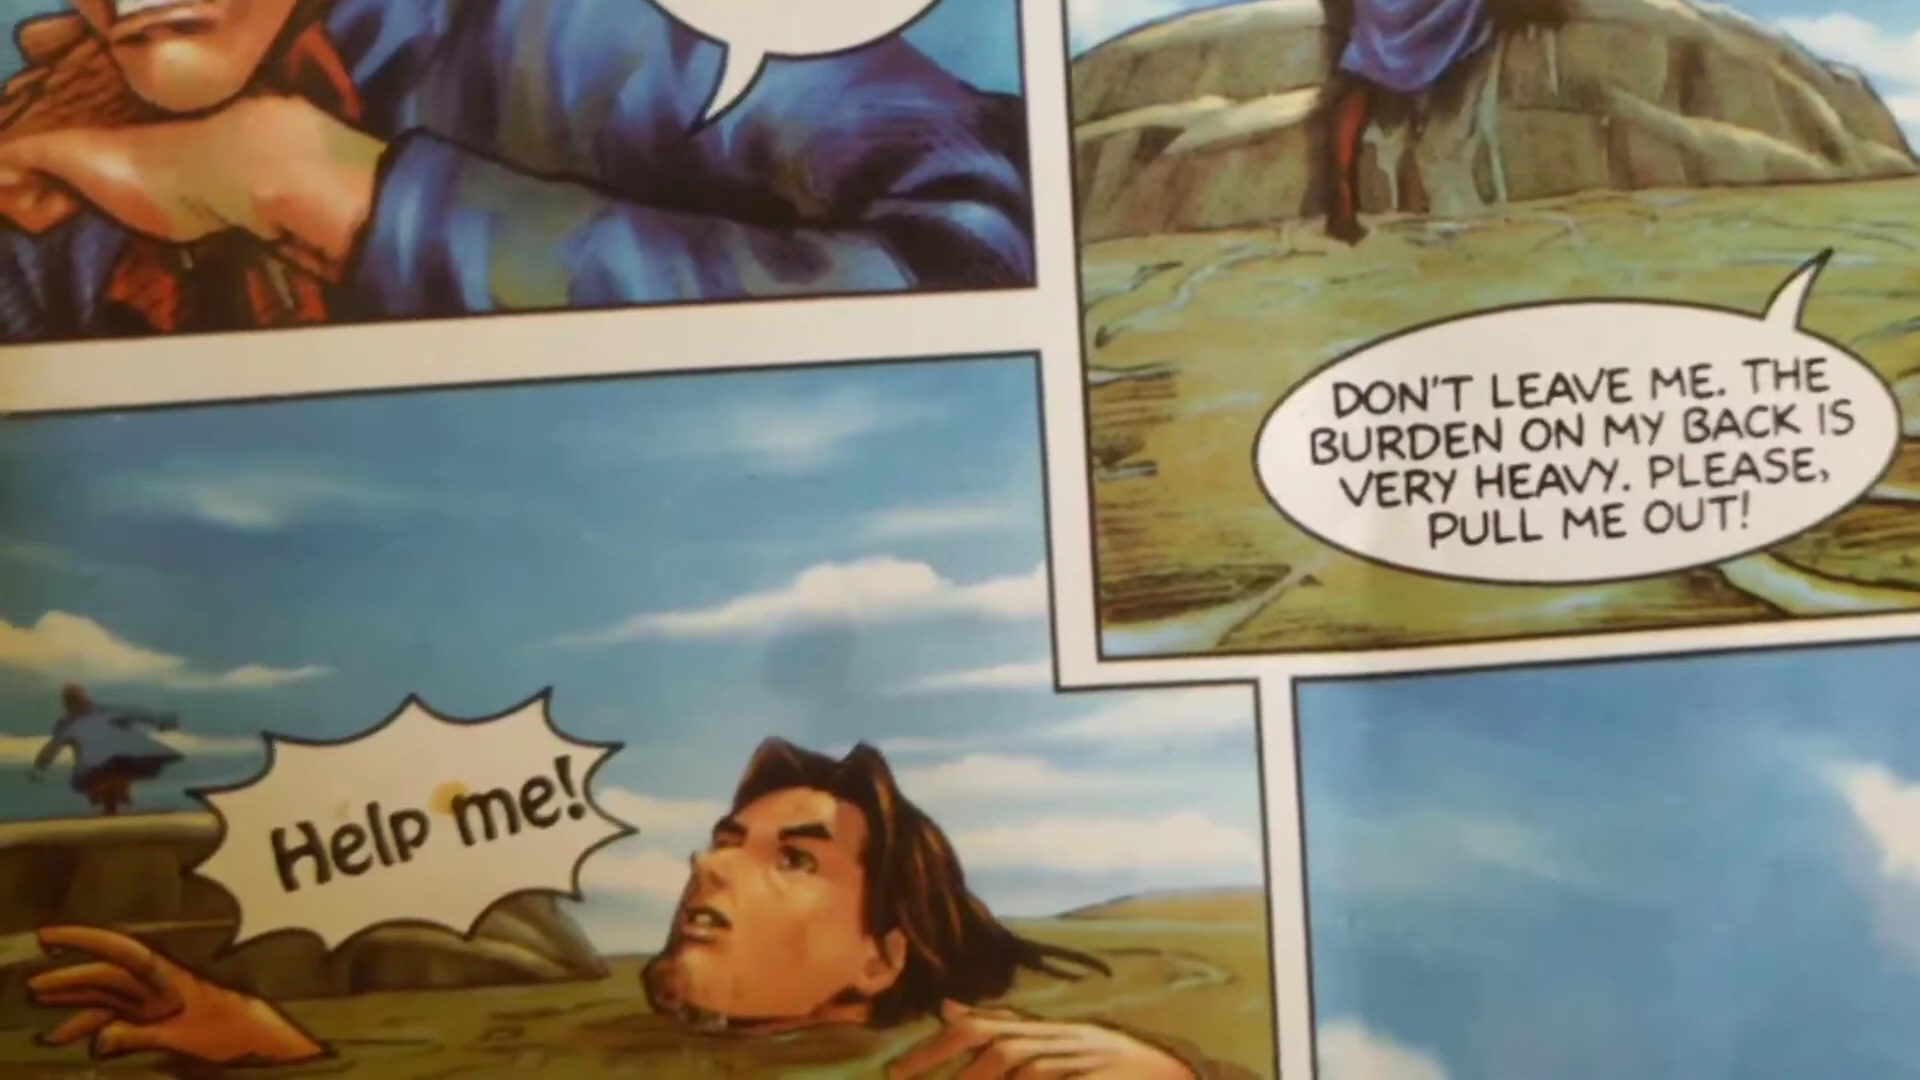 DON'T LEAVE ME. THE
BURDEN ON MY BACK IS
VERY HEAVY. PLEASE,
PULL ME OUT!
Help me!